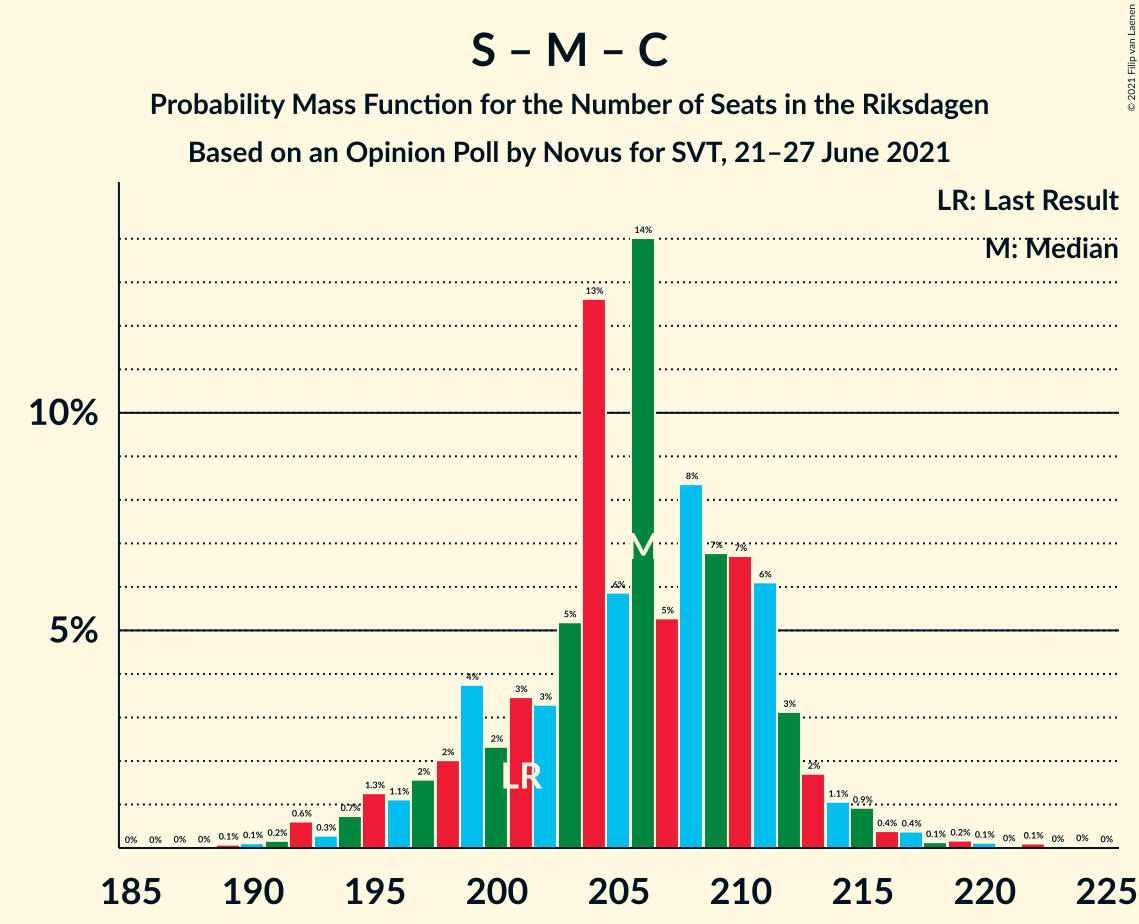 S – M – C
Probability Mass Function for the Number of Seats in the Riksdagen
Based on an Opinion Poll by Novus for SVT, 21–27 June 2021
© 2021 Filip van Laenen
LR: Last Result
M: Median
10%
5%
0% 0% 0% 0% 0.1% 0.1% 0.2% 0.6% 0.3% 0.7% 1.3% 1.1% 2% 2% 4% 2% 3% 3% 5% 13% 6% 14% 5% 8% 7% 7% 6% 3% 2% 1.1% 0.9% 0.4% 0.4% 0.1% 0.2% 0.1% 0% 0.1% 0% 0% 0%
M
LR
185 190 195 200 205 210 215 220 225